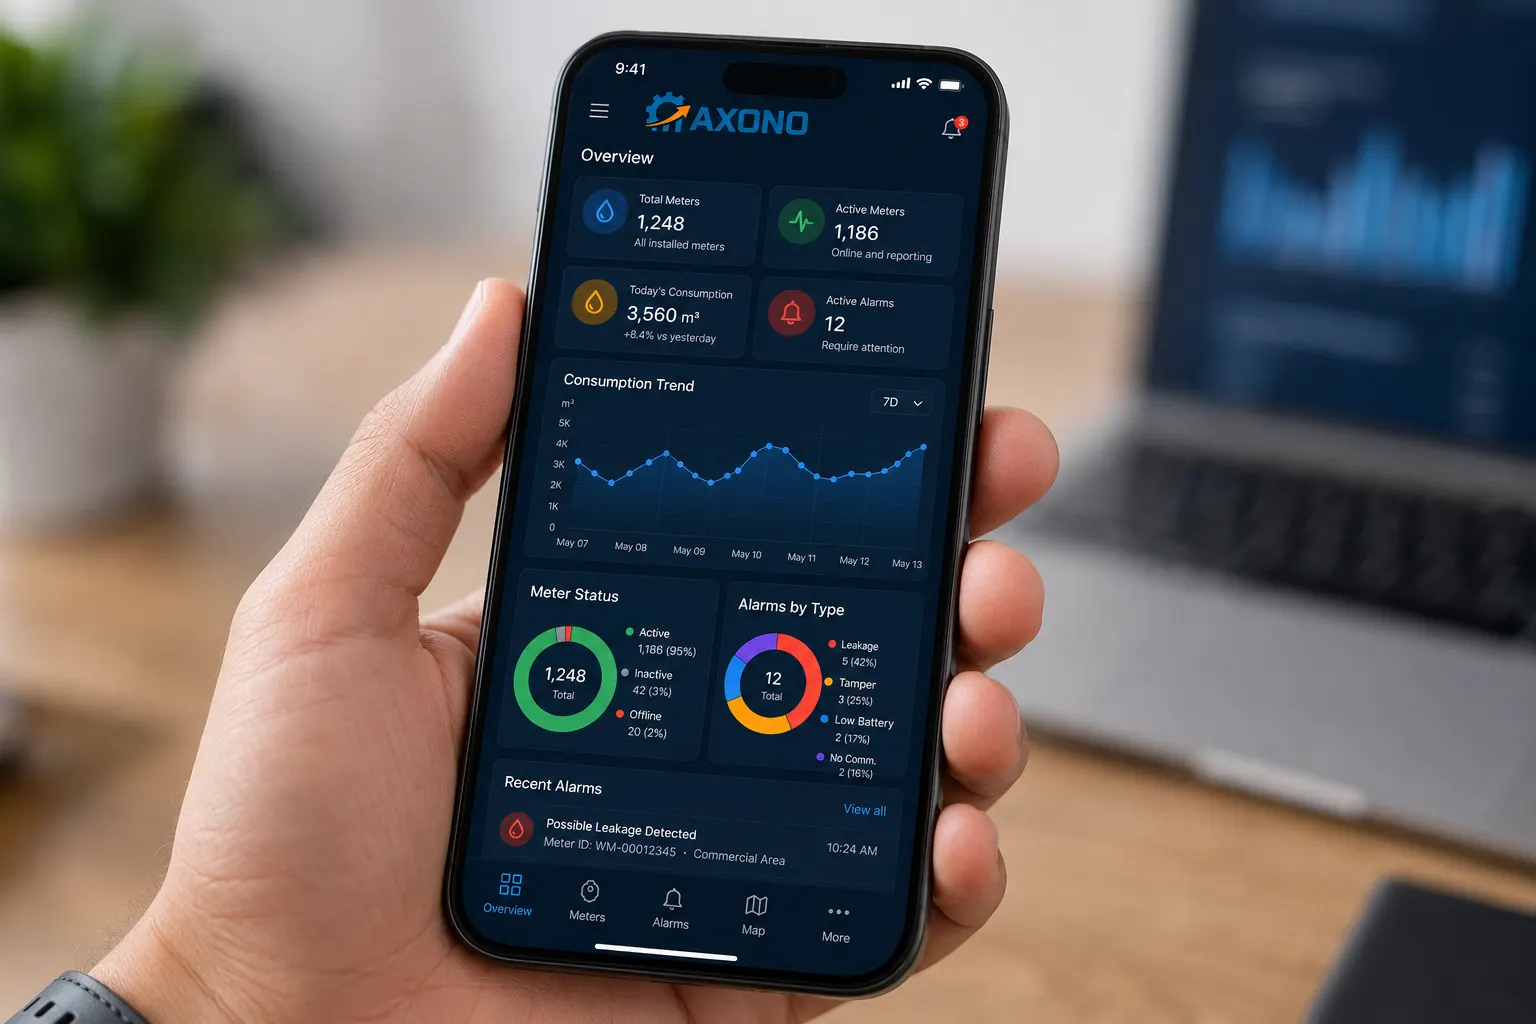 9:41
AXONO
3
Overview
Total Meters
1,248
All installed meters
Active Meters
1,186
Online and reporting
Today's Consumption
3,560 m³
+8.4% vs yesterday
Active Alarms
12
Require attention
Consumption Trend
7D
m³
5K
4K
3K
2K
1K
0
May 07
May 08
May 09
May 10
May 11
May 12
May 13
Meter Status
1,248
Total
Active
1,186 (95%)
Inactive
42 (3%)
Offline
20 (2%)
Alarms by Type
12
Total
Leakage
5 (42%)
Tamper
3 (25%)
Low Battery
2 (17%)
No Comm.
2 (16%)
Recent Alarms
View all
Possible Leakage Detected
Meter ID: WM-00012345 • Commercial Area
10:24 AM
Overview
Meters
Alarms
Map
More